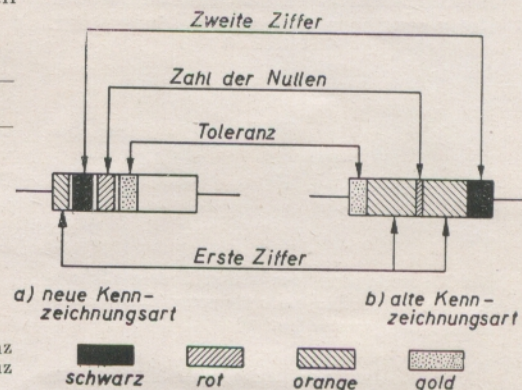 Zweite Ziffer
Zahl der Nullen
Toleranz
Erste Ziffer
a) neue Kenn-
zeichnungsart
b) alte Kenn-
zeichnungsart
schwarz
rot
orange
gold